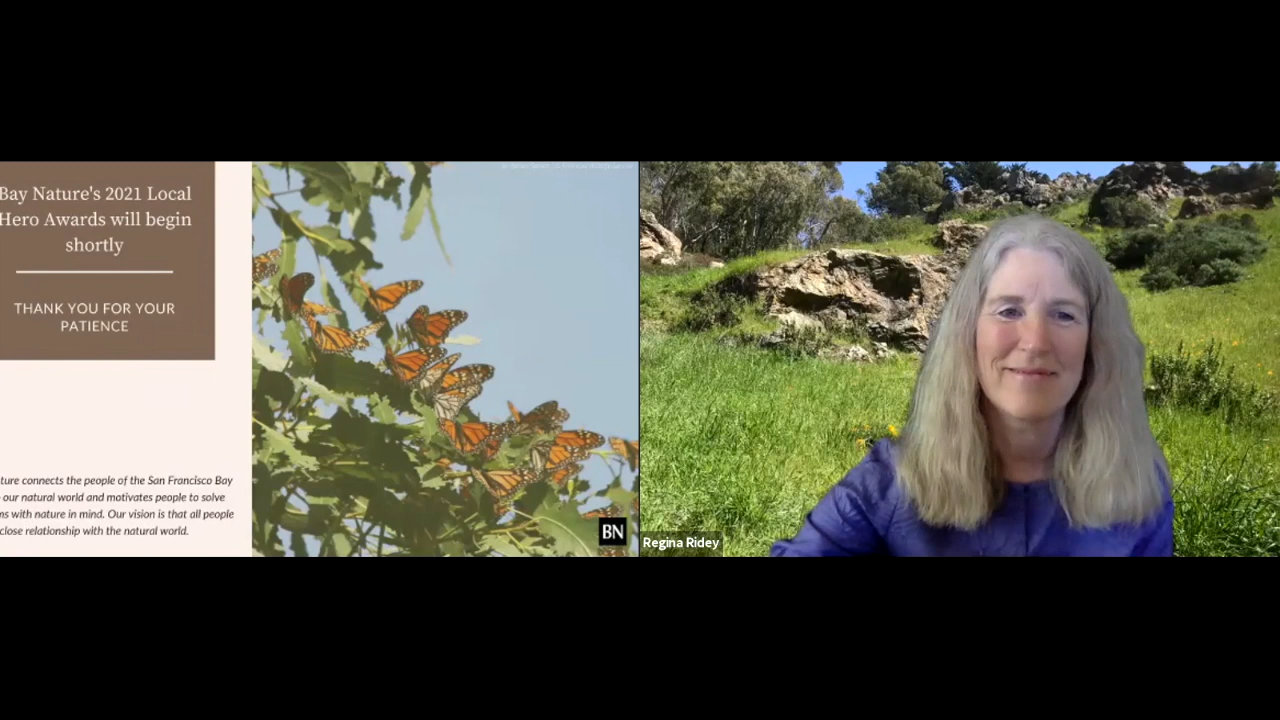 Bay Nature's 2021 Local
Hero Awards will begin
shortly
THANK YOU FOR YOUR
PATIENCE
ture connects the people of the San Francisco Bay
our natural world and motivates people to solve
ms with nature in mind. Our vision is that all people
close relationship with the natural world.
BN
Regina Ridey